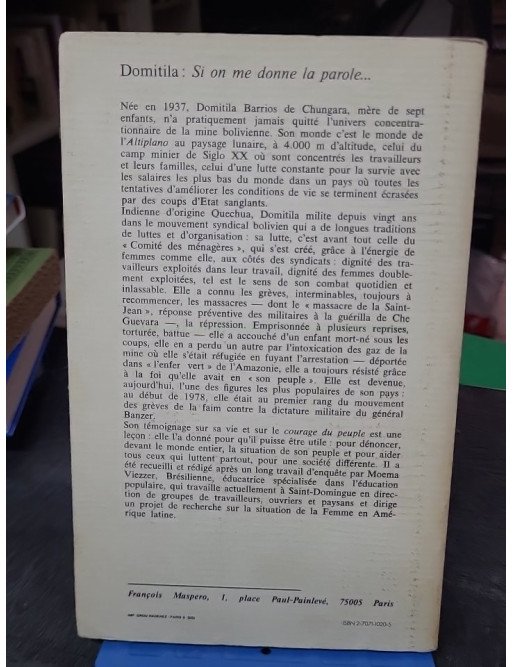 Domitila : Si on me donne la parole...
Née en 1937, Domitila Barrios de Chungara, mère de sept
enfants, n'a pratiquement jamais quitté l'univers concentra-
tionnaire de la mine bolivienne. Son monde c'est le monde de
l'Altiplano au paysage lunaire, à 4.000 m d'altitude, celui du
camp minier de Siglo XX où sont concentrés les travailleurs
et leurs familles, celui d'une lutte constante pour la survie avec
les salaires les plus bas du monde dans un pays où toutes les
tentatives d'améliorer les conditions de vie se terminent écrasées
par des coups d'Etat sanglants.
Indienne d'origine Quechua, Domitila milite depuis vingt ans
dans le mouvement syndical bolivien qui a de longues traditions
de luttes et d'organisation : sa lutte, c'est avant tout celle du
« Comité des ménagères », qui s'est créé, grâce à l'énergie de
femmes comme elle, aux côtés des syndicats : dignité des tra-
vailleurs exploités dans leur travail, dignité des femmes double-
ment exploitées, tel est le sens de son combat quotidien et
inlassable. Elle a connu les grèves, interminables, toujours à
recommencer, les massacres — dont le « massacre de la Saint-
Jean », réponse préventive des militaires à la guérilla de Che
Guevara —, la répression. Emprisonnée à plusieurs reprises,
torturée, battue — elle a accouché d'un enfant mort-né sous les
coups, elle en a perdu un autre par l'intoxication des gaz de la
mine où elle s'était réfugiée en fuyant l'arrestation — déportée
dans « l'enfer vert » de l'Amazonie, elle a toujours résisté grâce
à la foi qu'elle avait en « son peuple ». Elle est devenue,
aujourd'hui, l'une des figures les plus populaires de son pays :
au début de 1978, elle était au premier rang du mouvement
des grèves de la faim contre la dictature militaire du général
Banzer.
Son témoignage sur sa vie et sur le courage du peuple est une
leçon : elle l'a donné pour qu'il puisse être utile : pour dénoncer,
devant le monde entier, la situation de son peuple et pour aider
tous ceux qui luttent partout, pour une société différente. Il a
été recueilli et rédigé après un long travail d'enquête par Moema
Viezzer, Brésilienne, éducatrice spécialisée dans l'éducation
populaire, qui travaille actuellement à Saint-Domingue en direc-
tion de groupes de travailleurs, ouvriers et paysans et dirige
un projet de recherche sur la situation de la Femme en Amé-
rique latine.
François Maspero, 1, place Paul-Painlevé, 75005 Paris
ISBN 2-7071-1020-5